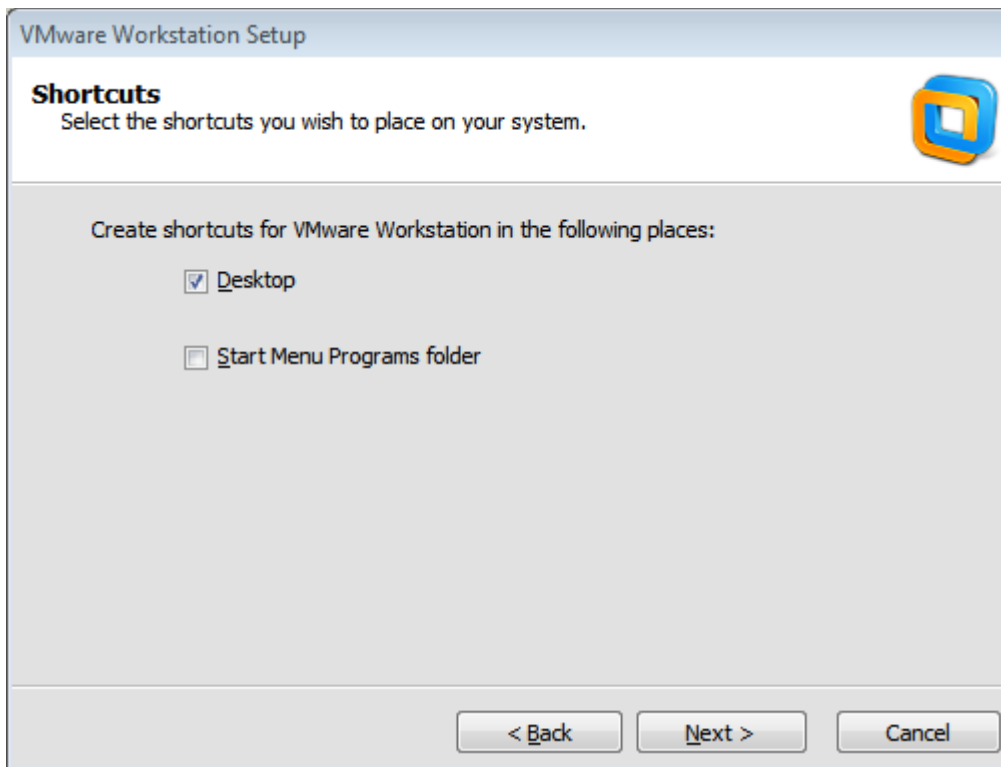 VMware Workstation Setup
Shortcuts
Select the shortcuts you wish to place on your system.
Create shortcuts for VMware Workstation in the following places:
Desktop
Start Menu Programs folder
< Back Next > Cancel